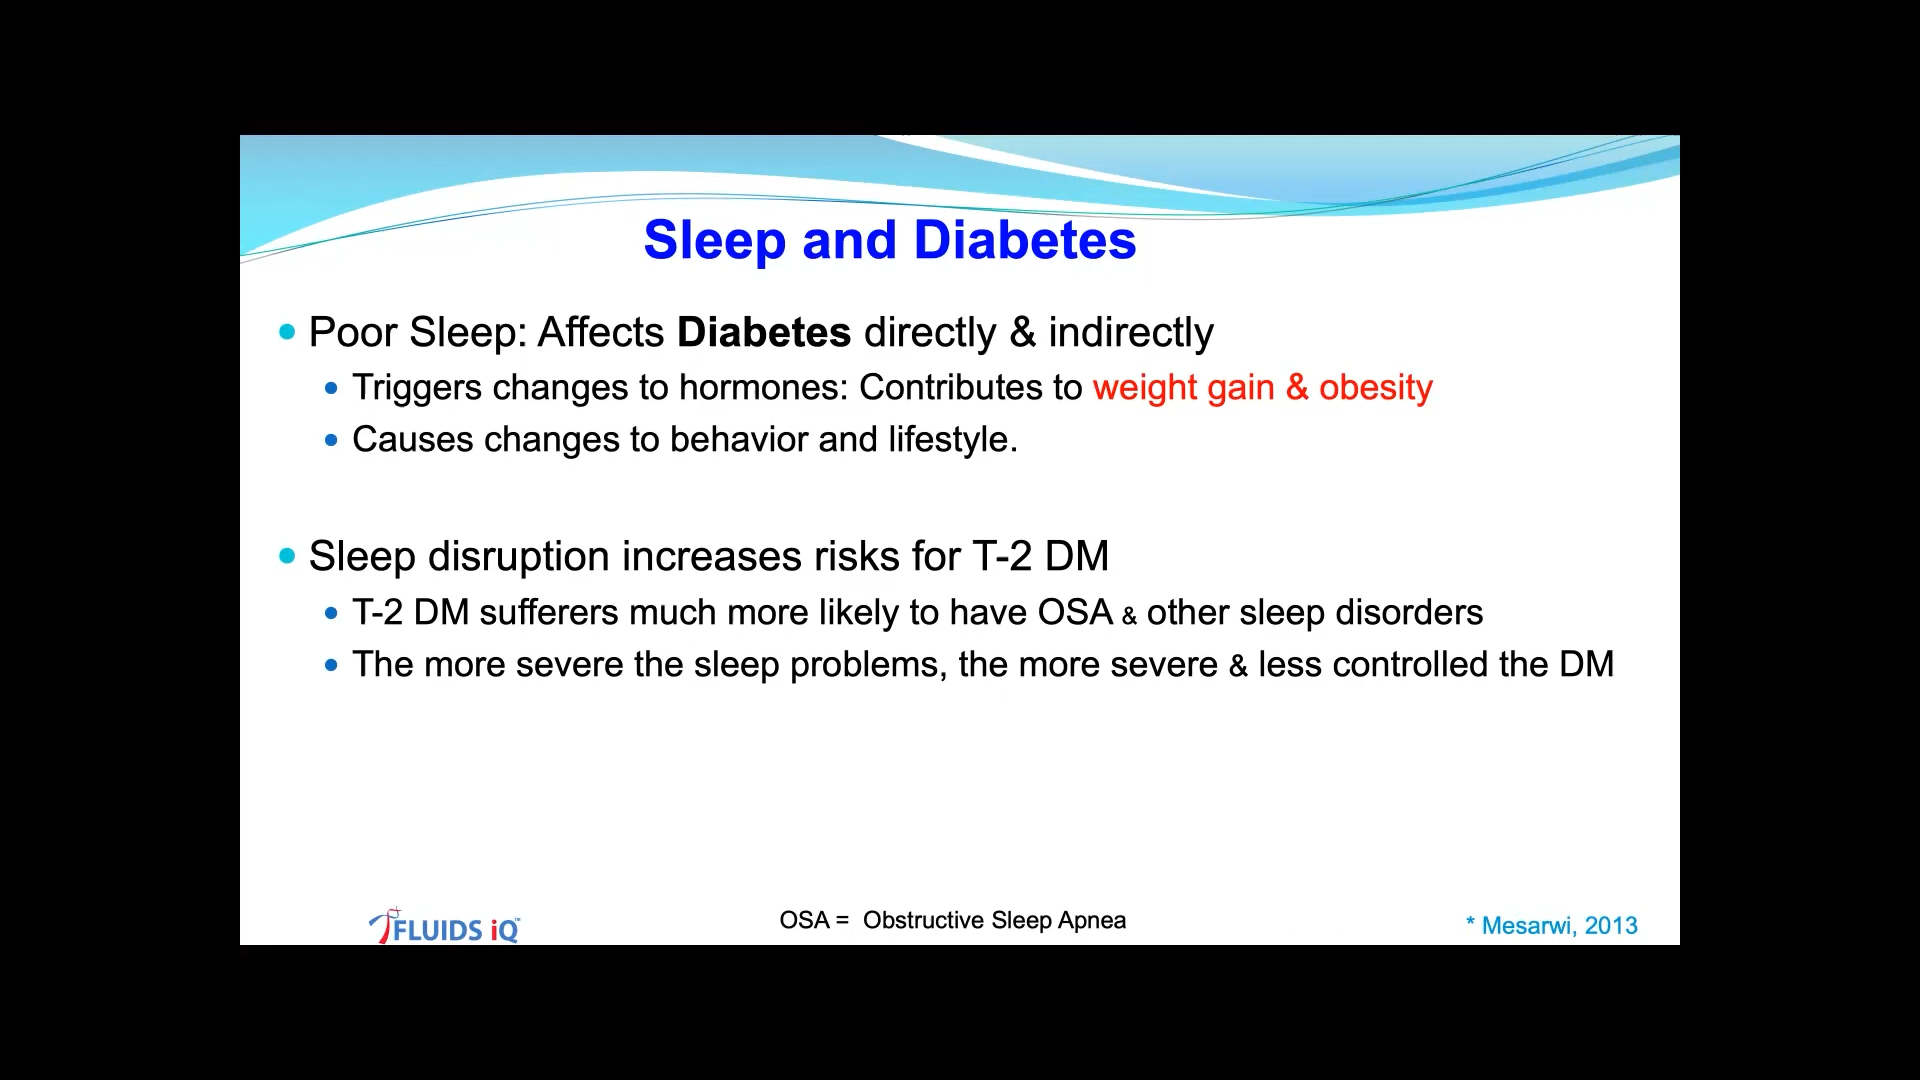 Sleep and Diabetes
• Poor Sleep: Affects Diabetes directly & indirectly
• Triggers changes to hormones: Contributes to weight gain & obesity
• Causes changes to behavior and lifestyle.
• Sleep disruption increases risks for T-2 DM
• T-2 DM sufferers much more likely to have OSA & other sleep disorders
• The more severe the sleep problems, the more severe & less controlled the DM
FLUIDS iQ™
OSA = Obstructive Sleep Apnea
* Mesarwi, 2013